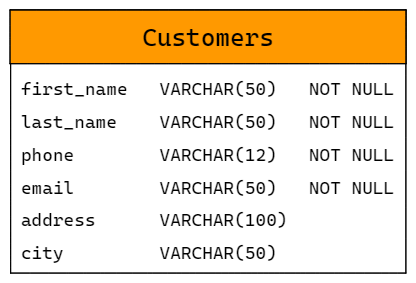 Customers
first_name VARCHAR(50) NOT NULL
last_name VARCHAR(50) NOT NULL
phone VARCHAR(12) NOT NULL
email VARCHAR(50) NOT NULL
address VARCHAR(100)
city VARCHAR(50)